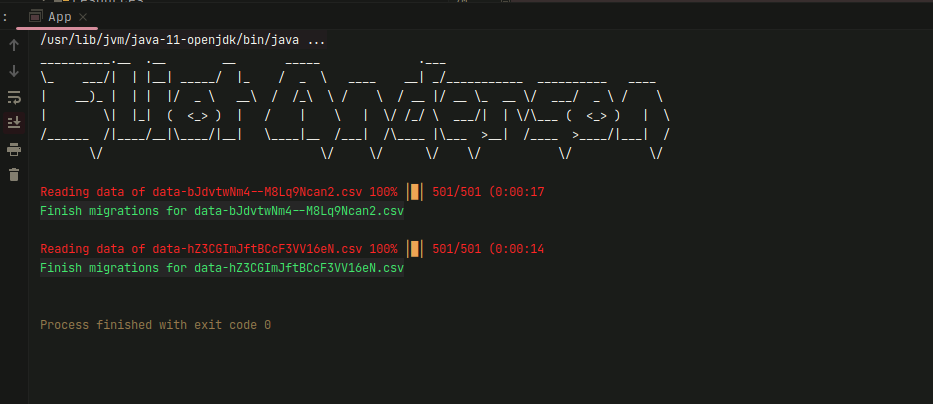 App
/usr/lib/jvm/java-11-openjdk/bin/java ...
Elliot Anderson
Reading data of data-bJdvtwNm4--M8Lq9Ncan2.csv 100% │█│ 501/501 (0:00:17
Finish migrations for data-bJdvtwNm4--M8Lq9Ncan2.csv
Reading data of data-hZ3CGImJftBCcF3VV16eN.csv 100% │█│ 501/501 (0:00:14
Finish migrations for data-hZ3CGImJftBCcF3VV16eN.csv
Process finished with exit code 0